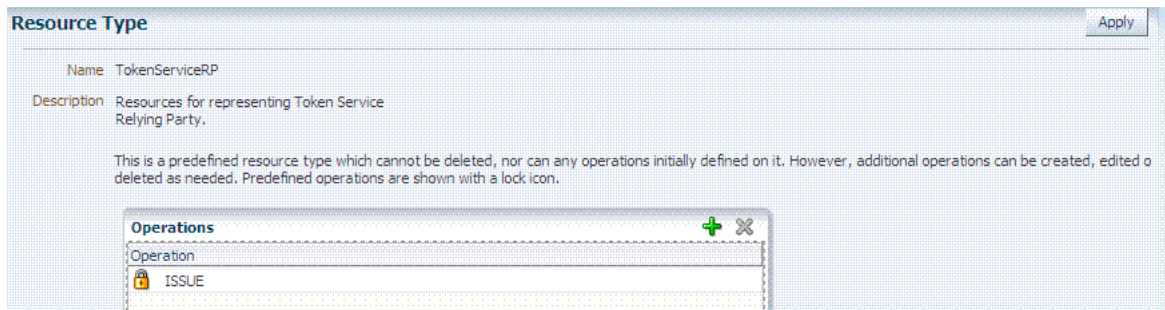 Resource Type
Apply
Name TokenServiceRP
Description Resources for representing Token Service
Relying Party.
This is a predefined resource type which cannot be deleted, nor can any operations initially defined on it. However, additional operations can be created, edited o
deleted as needed. Predefined operations are shown with a lock icon.
Operations
Operation
ISSUE